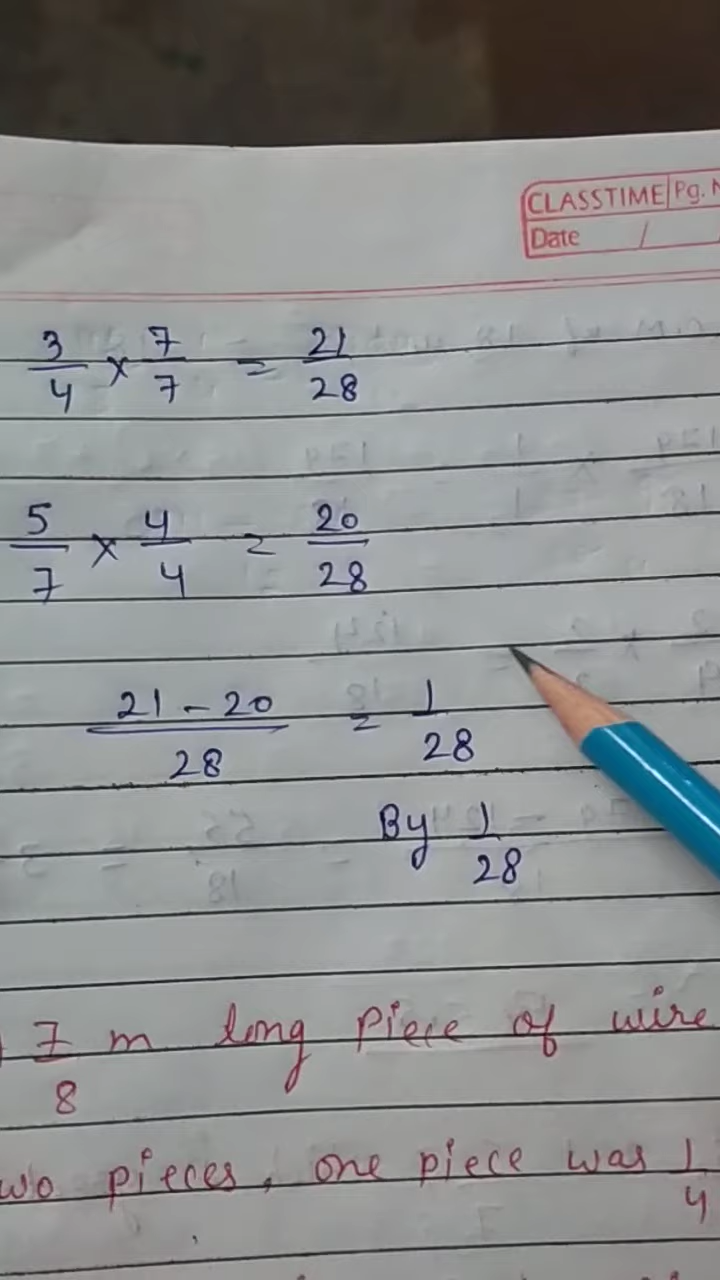 CLASSTIME Pg.
Date / /
3/4 × 7/7 = 21/28
5/7 × 4/4 = 20/28
21 - 20/28 = 1/28
By 1/28
7/8 m long piece of wire
pieces, one piece was 1/4